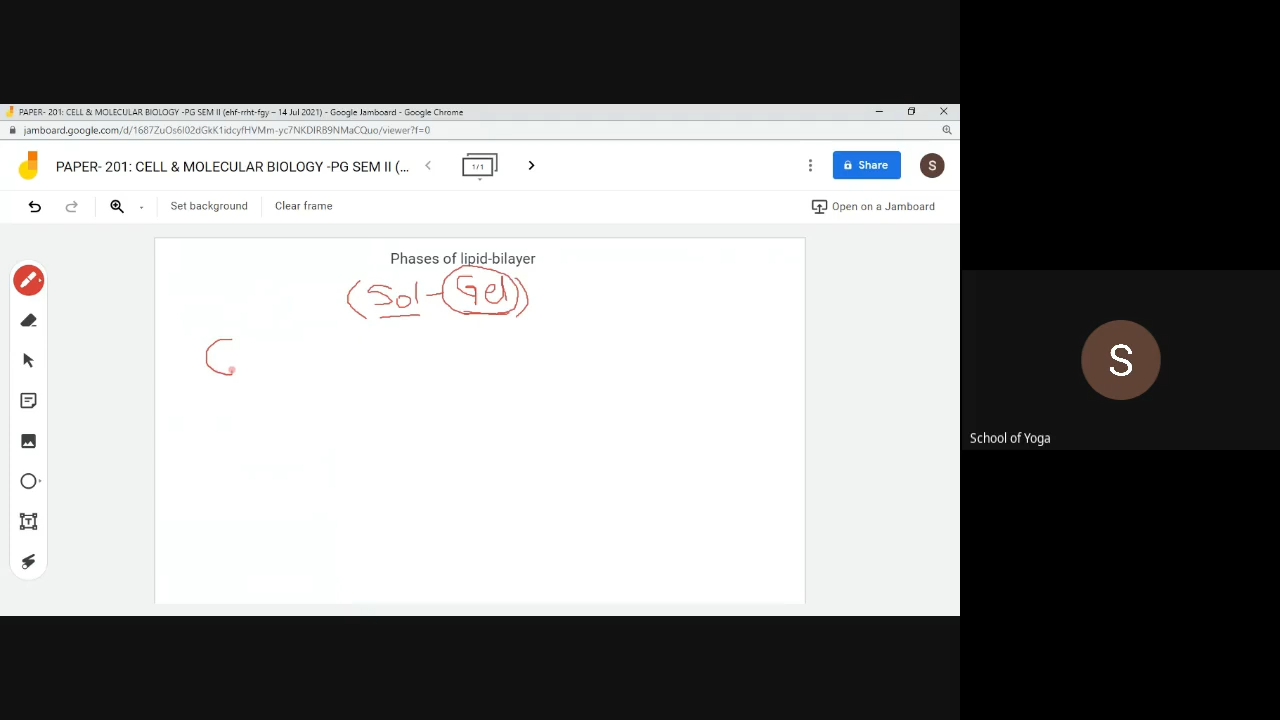 PAPER- 201: CELL & MOLECULAR BIOLOGY -PG SEM II (ehf-rrht-fgy – 14 Jul 2021) - Google Jamboard - Google Chrome
jamboard.google.com/d/1687ZuOs6I02dGkK1idcyfHVMm-yc7NKDIRB9NMaCQuo/viewer?f=0
PAPER- 201: CELL & MOLECULAR BIOLOGY -PG SEM II (...
1/1
Share
S
Set background
Clear frame
Open on a Jamboard
Phases of lipid-bilayer
(Sol - Gel)
S
School of Yoga